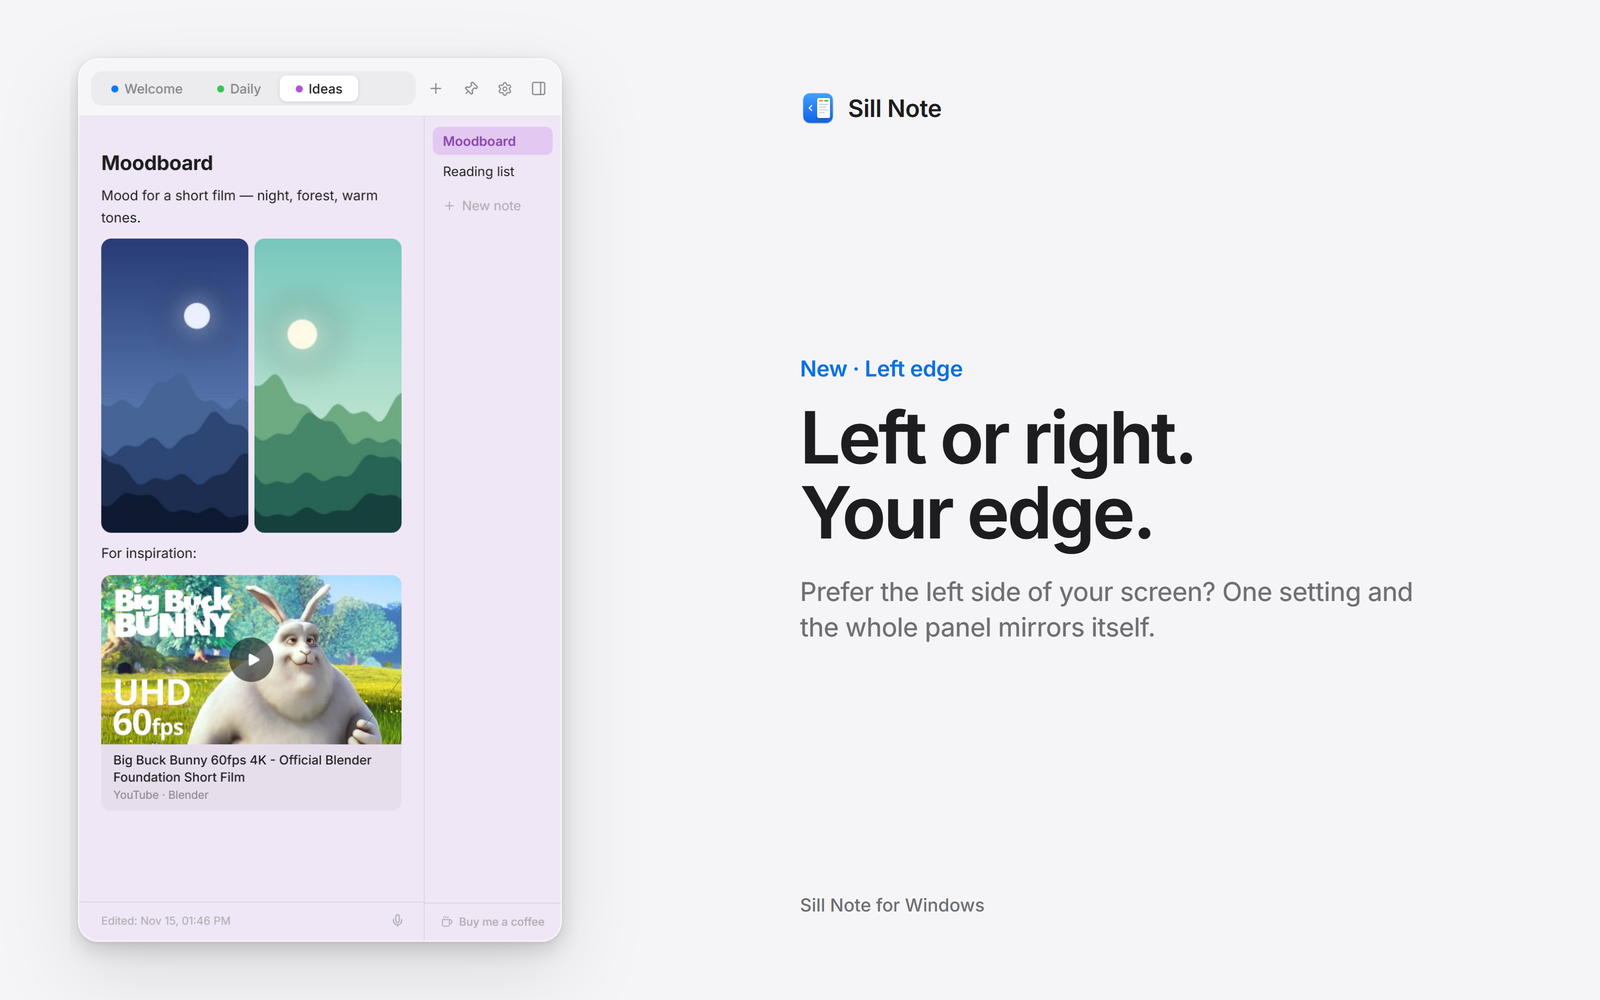 Welcome
Daily
Ideas
Moodboard
Mood for a short film — night, forest, warm
tones.
For inspiration:
Big Buck
BUNNY
UHD
60fps
Big Buck Bunny 60fps 4K - Official Blender
Foundation Short Film
YouTube · Blender
Edited: Nov 15, 01:46 PM
Moodboard
Reading list
+ New note
Buy me a coffee
Sill Note
New · Left edge
Left or right.
Your edge.
Prefer the left side of your screen? One setting and
the whole panel mirrors itself.
Sill Note for Windows